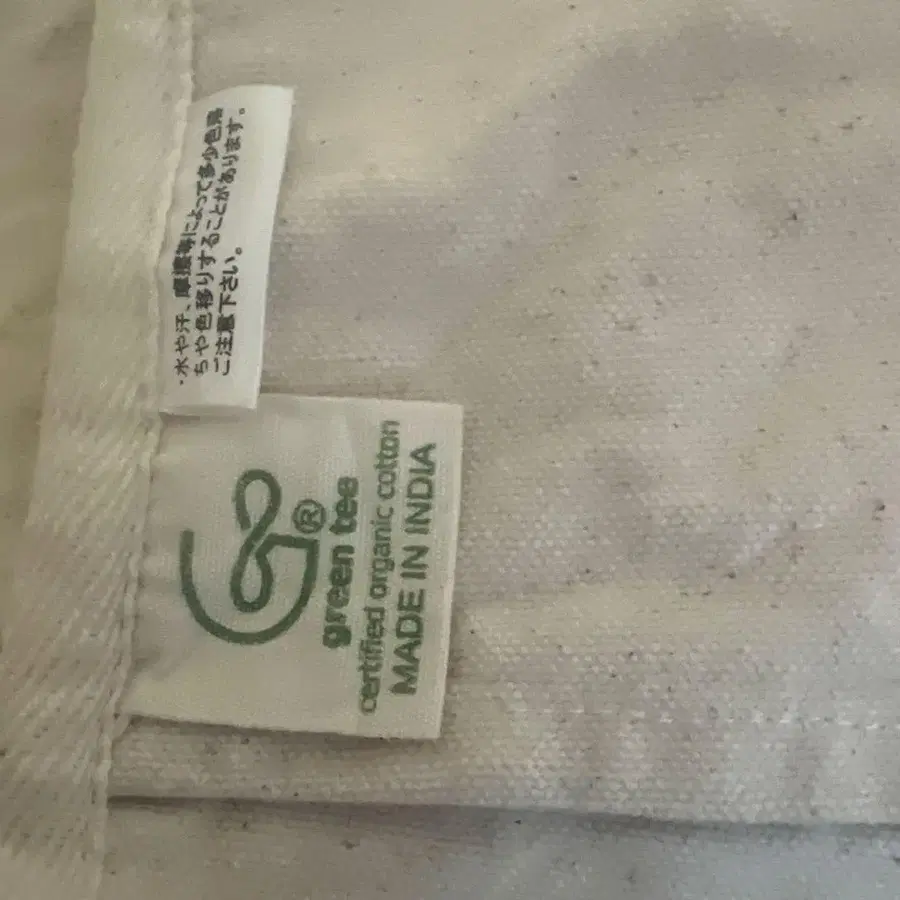 ・水や汗、摩擦等によって多少色落
ちや色移りすることがあります。
ご注意下さい。
®
green tee
certified organic cotton
MADE IN INDIA